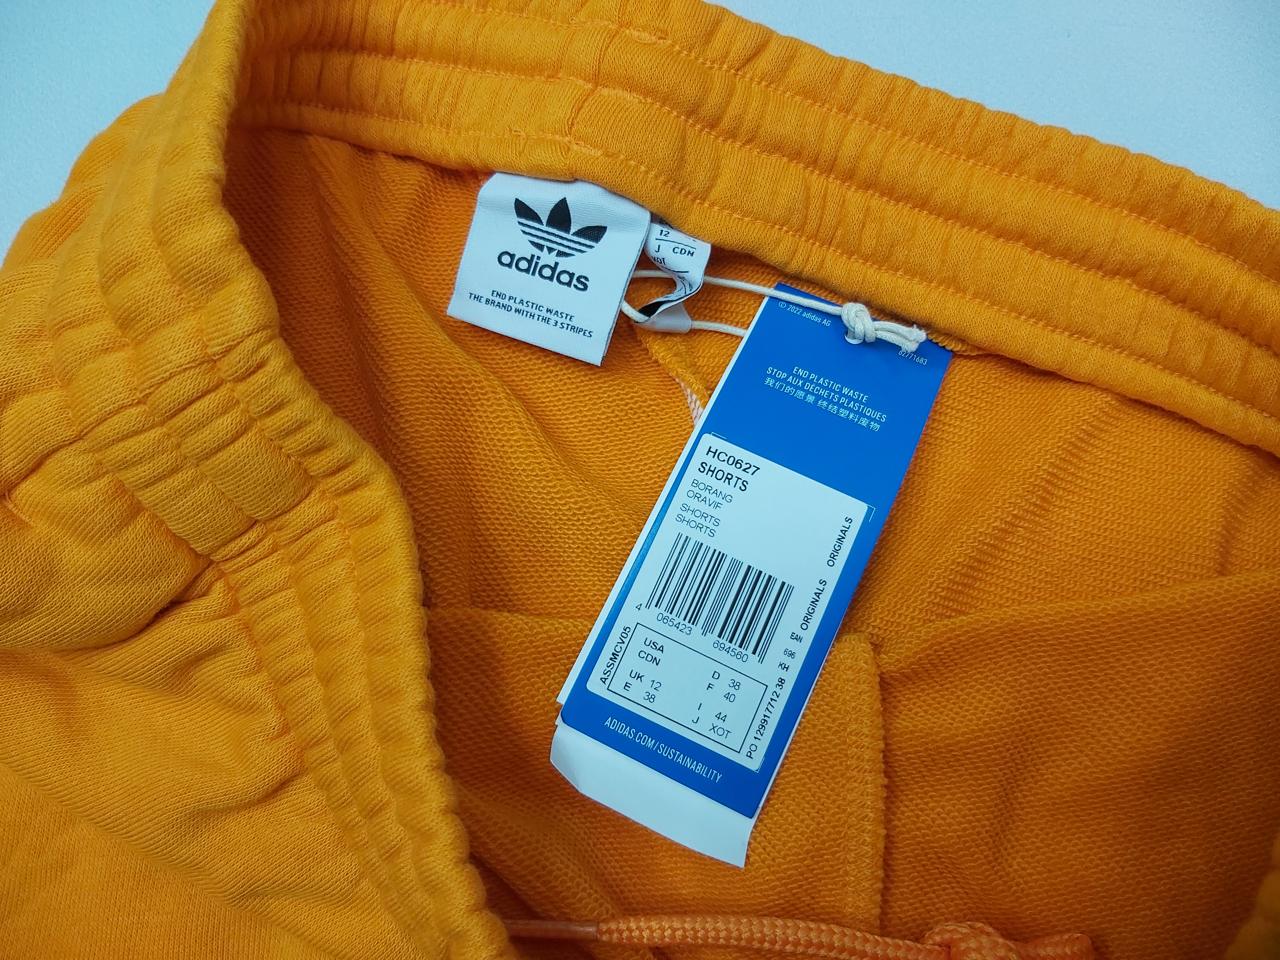 adidas
END PLASTIC WASTE
THE BRAND WITH THE 3 STRIPES
12
J CDN
XOT
© 2022 adidas AG
62771683
END PLASTIC WASTE
STOP AUX DÉCHETS PLASTIQUES
我们的愿景 终结塑料废物
HC0627
SHORTS
BORANG
ORAVIF
SHORTS
SHORTS
ORIGINALS
ORIGINALS
4 065423 694560
EAN
696
KH
ASSMCV05
USA
CDN
UK 12
E 38
D 38
F 40
I 44
J XOT
PO 129917712 38
ADIDAS.COM/SUSTAINABILITY